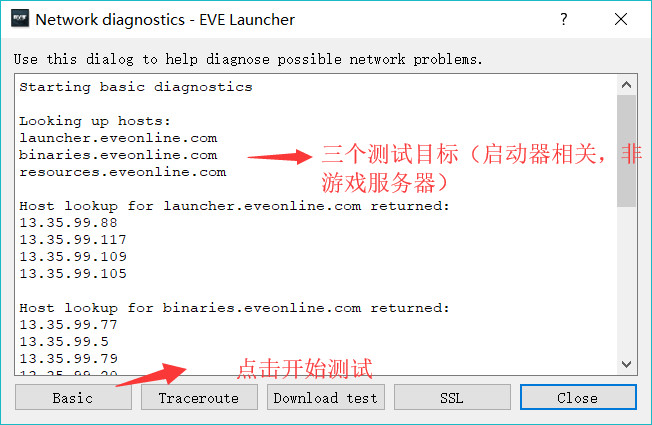 Network diagnostics - EVE Launcher
Use this dialog to help diagnose possible network problems.
Starting basic diagnostics
Looking up hosts:
launcher.eveonline.com
binaries.eveonline.com
resources.eveonline.com
三个测试目标（启动器相关，非
游戏服务器）
Host lookup for launcher.eveonline.com returned:
13.35.99.88
13.35.99.117
13.35.99.109
13.35.99.105
Host lookup for binaries.eveonline.com returned:
13.35.99.77
13.35.99.5
13.35.99.79
点击开始测试
Basic Traceroute Download test SSL Close